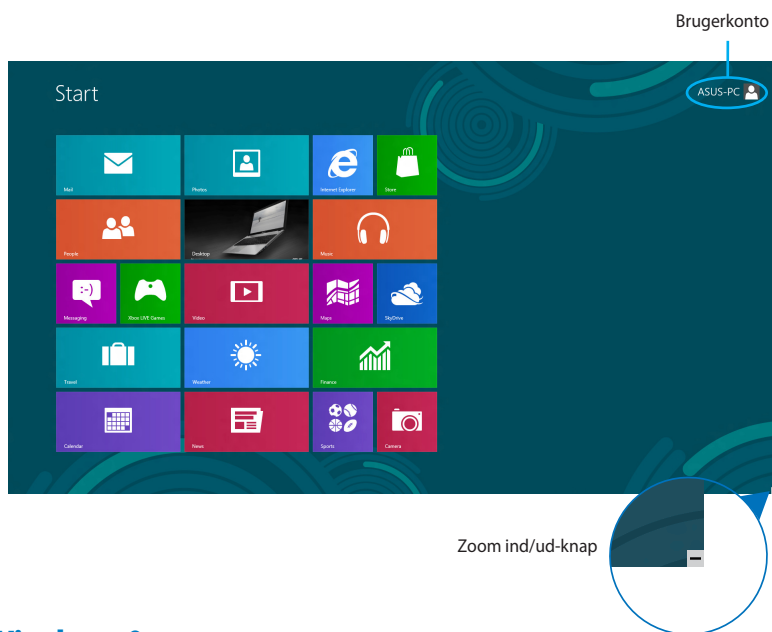 Brugerkonto
Start
ASUS-PC
Mail
Photos
Internet Explorer
Store
People
Desktop
Music
Messaging
Xbox LIVE Games
Video
Maps
SkyDrive
Travel
Weather
Finance
Calendar
News
Sports
Camera
Zoom ind/ud-knap